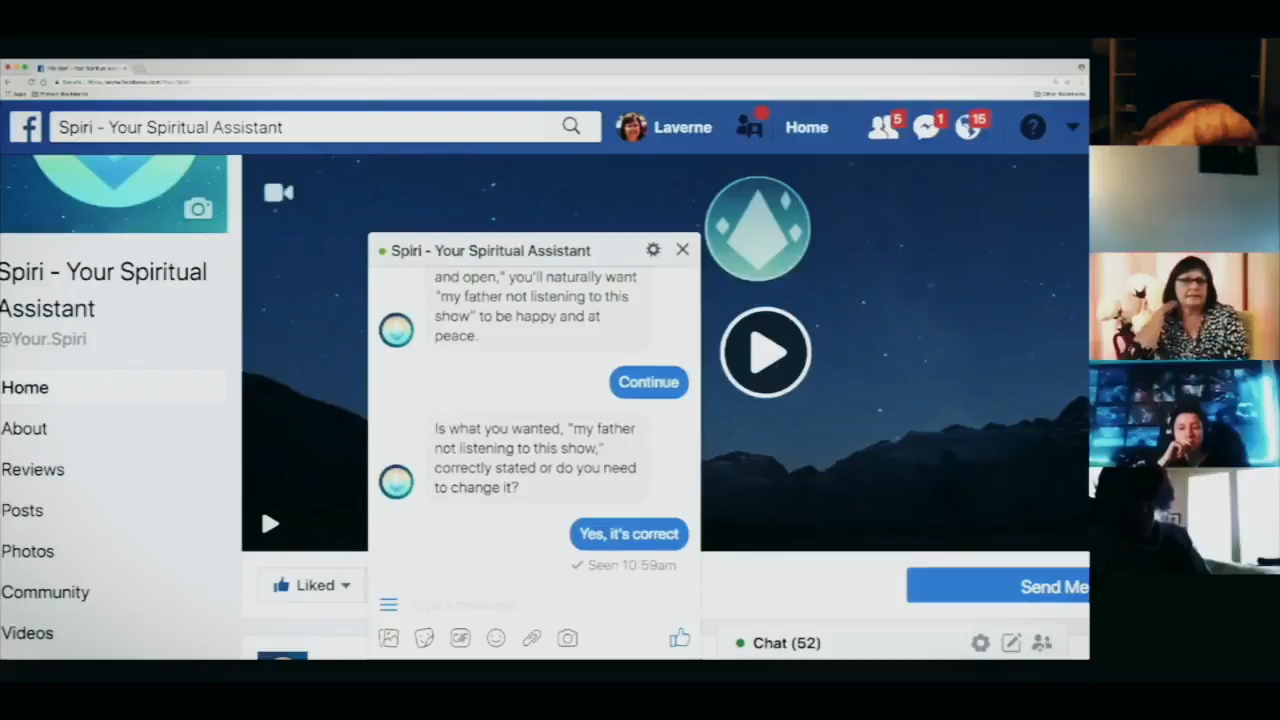 Spiri - Your Spiritual Assistant
Laverne
Home
5
1
15
?
Spiri - Your Spiritual
Assistant
@Your.Spiri
Home
About
Reviews
Posts
Photos
Community
Videos
Spiri - Your Spiritual Assistant
and open," you'll naturally want
"my father not listening to this
show" to be happy and at
peace.
Continue
Is what you wanted, "my father
not listening to this show,"
correctly stated or do you need
to change it?
Yes, it's correct
Seen 10:59am
Type a message...
GIF
Liked
Send Me
Chat (52)